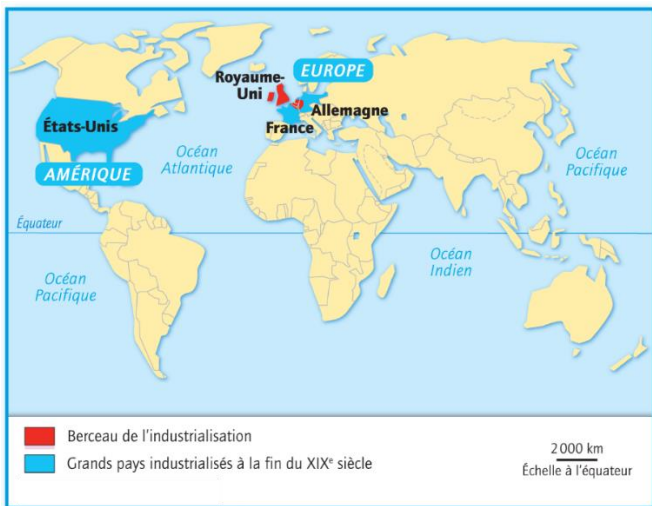 Royaume-
Uni
EUROPE
Allemagne
France
États-Unis
AMÉRIQUE
Océan
Atlantique
Océan
Pacifique
Équateur
Océan
Pacifique
Océan
Indien
Berceau de l'industrialisation
Grands pays industrialisés à la fin du XIXe siècle
2 000 km
Échelle à l'équateur